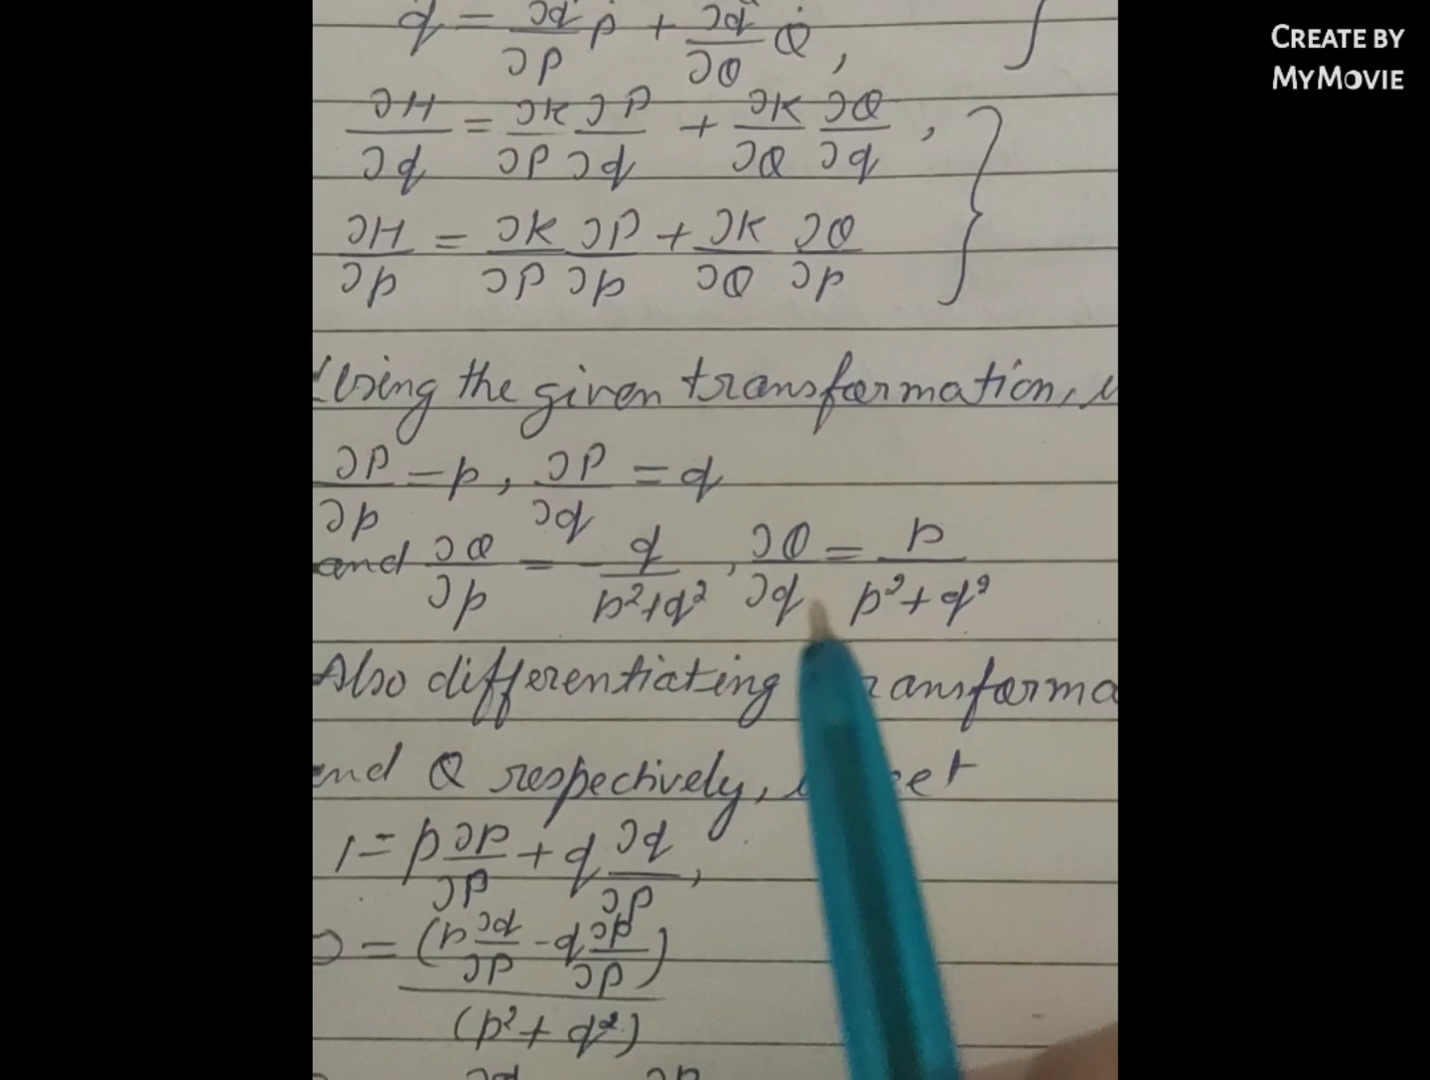 q̇ = ∂q/∂P Ṗ + ∂q/∂Q Q̇,
∂H/∂q = ∂K/∂P ∂P/∂q + ∂K/∂Q ∂Q/∂q ,
∂H/∂p = ∂K/∂P ∂P/∂p + ∂K/∂Q ∂Q/∂p
Using the given transformation,
∂P/∂p = p, ∂P/∂q = q
and ∂Q/∂p = - q/p²+q² , ∂Q/∂q = p/p²+q²
Also differentiating
and Q respectively,
1 = p ∂p/∂P + q ∂q/∂P ,
0 = (p ∂q/∂P - q ∂p/∂P)/(p²+q²)
CREATE BY
MYMOVIE